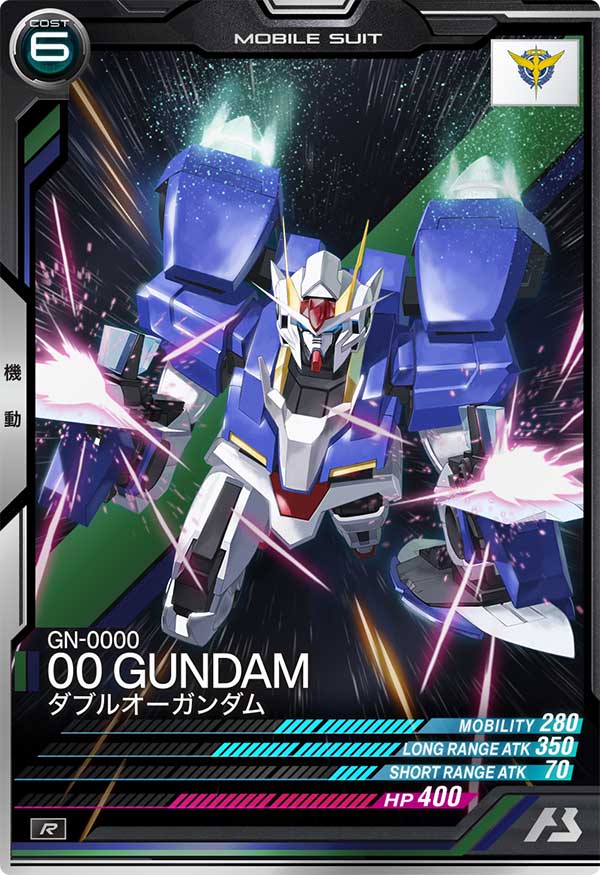 COST
6
MOBILE SUIT
機動
GN-0000
00 GUNDAM
ダブルオーガンダム
MOBILITY 280
LONG RANGE ATK 350
SHORT RANGE ATK 70
HP 400
R